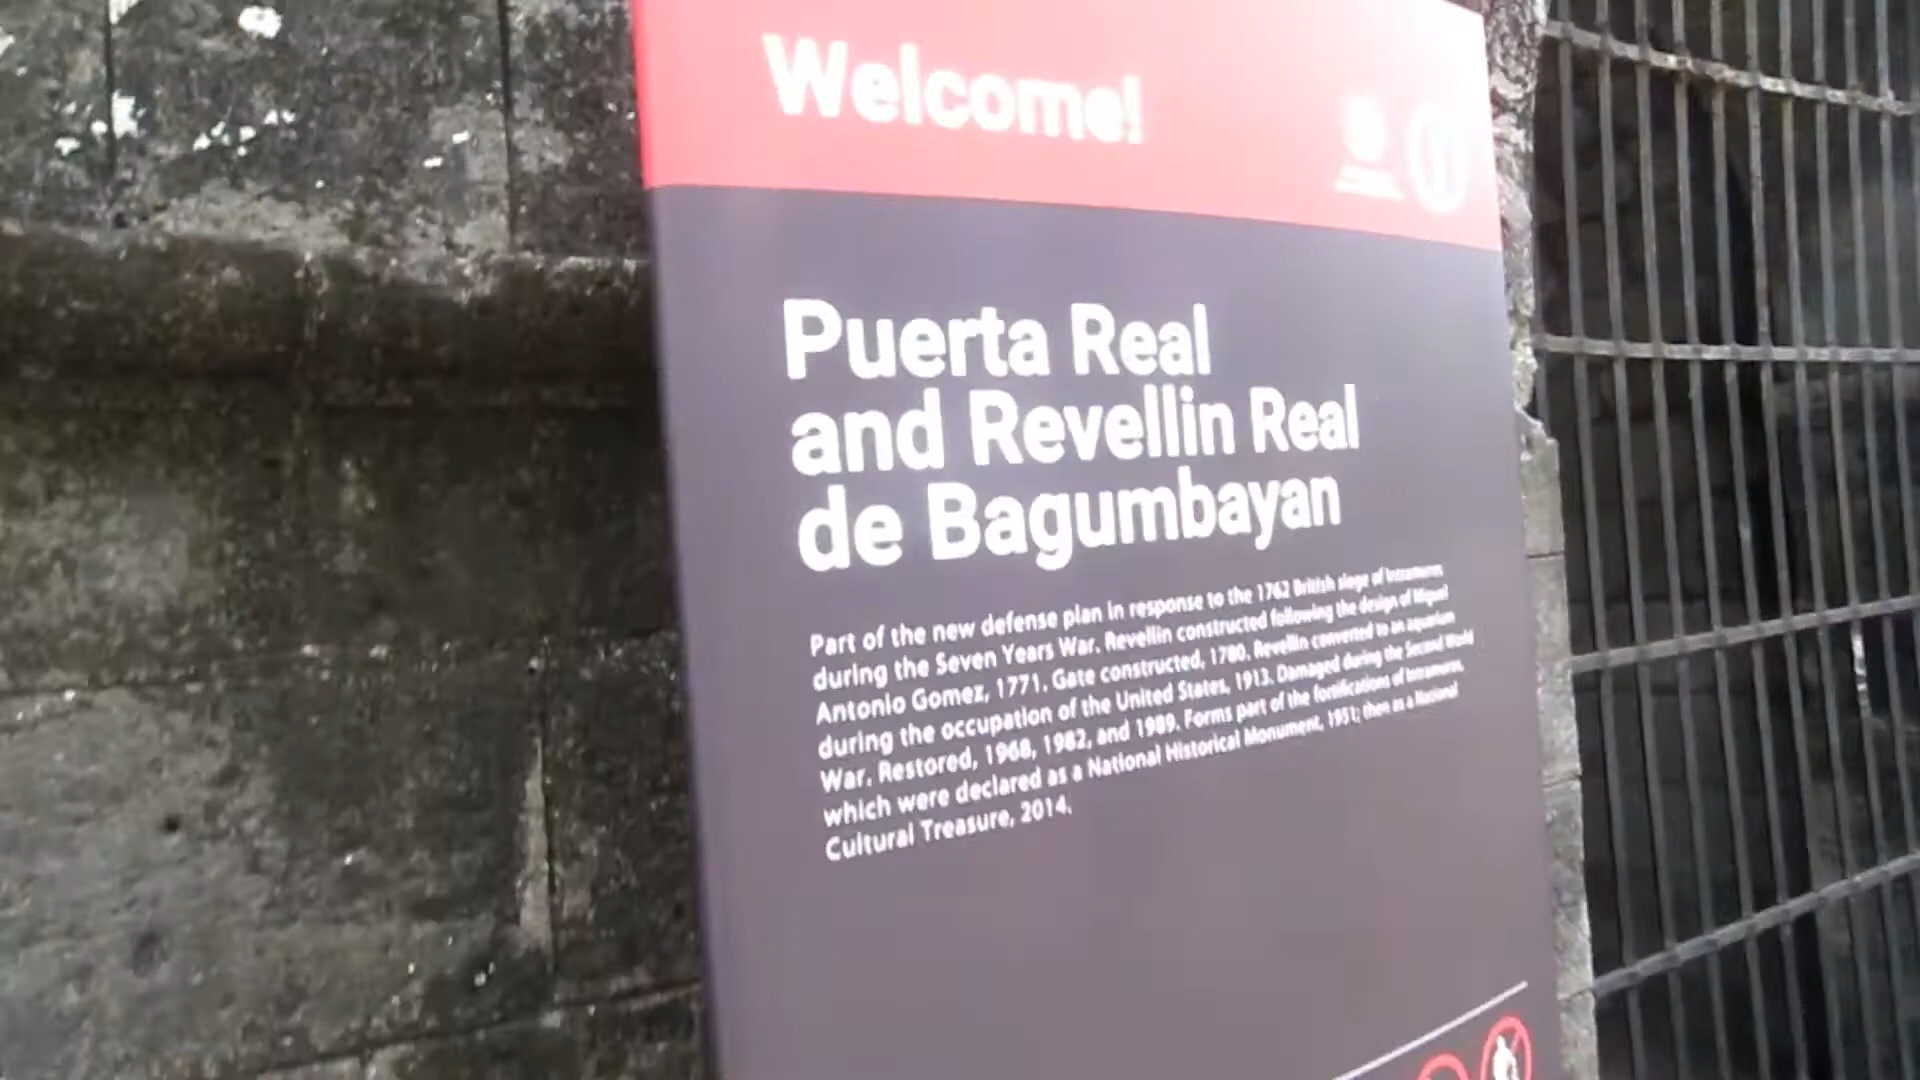 Welcome!
Puerta Real
and Revellin Real
de Bagumbayan
Part of the new defense plan in response to the 1762 British siege of Intramuros
during the Seven Years War. Revellin constructed following the design of Miguel
Antonio Gomez, 1771. Gate constructed, 1780. Revellin converted to an aquarium
during the occupation of the United States, 1913. Damaged during the Second World
War. Restored, 1968, 1982, and 1989. Forms part of the fortifications of Intramuros,
which were declared as a National Historical Monument, 1951; then as a National
Cultural Treasure, 2014.